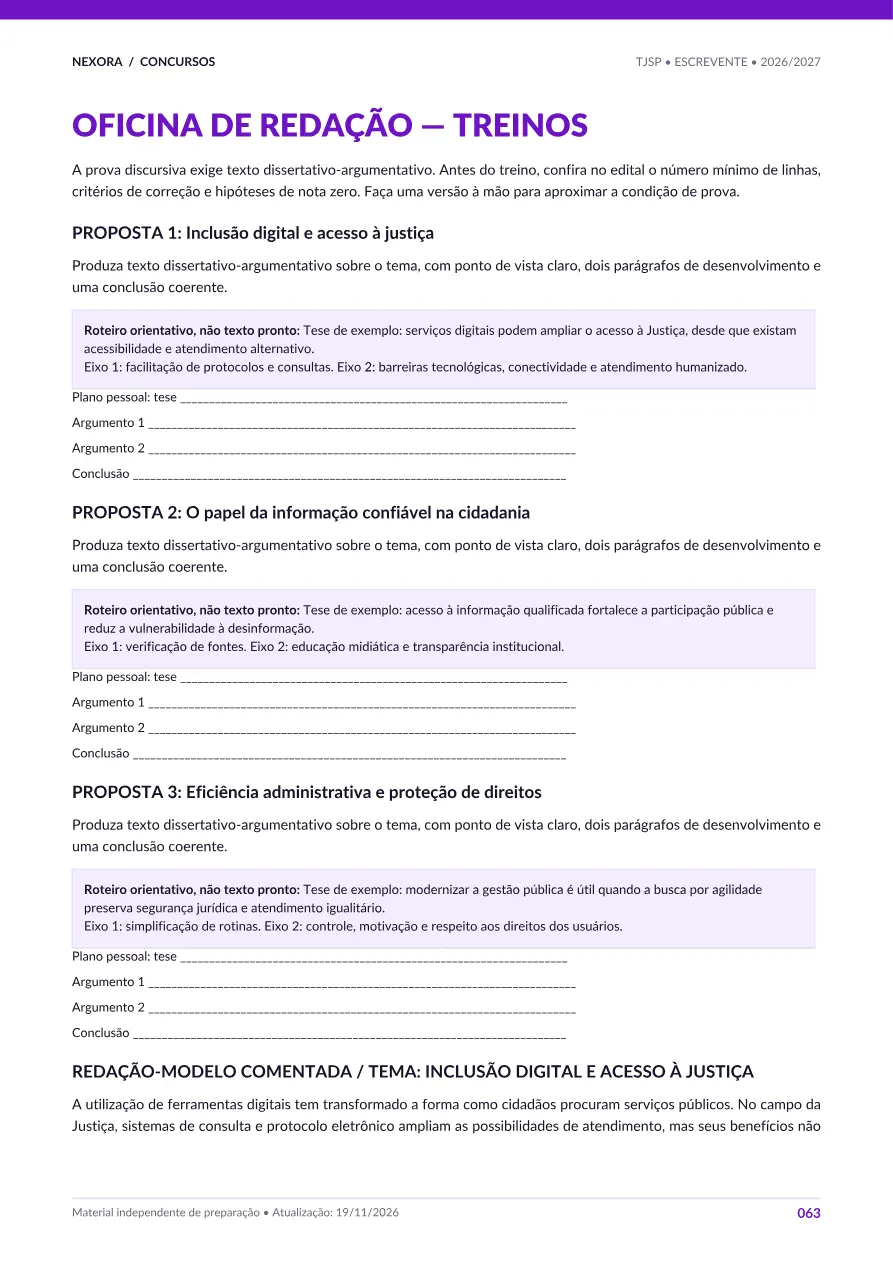 NEXORA / CONCURSOS
TJSP • ESCREVENTE • 2026/2027
OFICINA DE REDAÇÃO — TREINOS
A prova discursiva exige texto dissertativo-argumentativo. Antes do treino, confira no edital o número mínimo de linhas,
critérios de correção e hipóteses de nota zero. Faça uma versão à mão para aproximar a condição de prova.
PROPOSTA 1: Inclusão digital e acesso à justiça
Produza texto dissertativo-argumentativo sobre o tema, com ponto de vista claro, dois parágrafos de desenvolvimento e
uma conclusão coerente.
Roteiro orientativo, não texto pronto: Tese de exemplo: serviços digitais podem ampliar o acesso à Justiça, desde que existam
acessibilidade e atendimento alternativo.
Eixo 1: facilitação de protocolos e consultas. Eixo 2: barreiras tecnológicas, conectividade e atendimento humanizado.
Plano pessoal: tese ____________________________________________________________________
Argumento 1 ___________________________________________________________________________
Argumento 2 ___________________________________________________________________________
Conclusão ____________________________________________________________________________
PROPOSTA 2: O papel da informação confiável na cidadania
Produza texto dissertativo-argumentativo sobre o tema, com ponto de vista claro, dois parágrafos de desenvolvimento e
uma conclusão coerente.
Roteiro orientativo, não texto pronto: Tese de exemplo: acesso à informação qualificada fortalece a participação pública e
reduz a vulnerabilidade à desinformação.
Eixo 1: verificação de fontes. Eixo 2: educação midiática e transparência institucional.
Plano pessoal: tese ____________________________________________________________________
Argumento 1 ___________________________________________________________________________
Argumento 2 ___________________________________________________________________________
Conclusão ____________________________________________________________________________
PROPOSTA 3: Eficiência administrativa e proteção de direitos
Produza texto dissertativo-argumentativo sobre o tema, com ponto de vista claro, dois parágrafos de desenvolvimento e
uma conclusão coerente.
Roteiro orientativo, não texto pronto: Tese de exemplo: modernizar a gestão pública é útil quando a busca por agilidade
preserva segurança jurídica e atendimento igualitário.
Eixo 1: simplificação de rotinas. Eixo 2: controle, motivação e respeito aos direitos dos usuários.
Plano pessoal: tese ____________________________________________________________________
Argumento 1 ___________________________________________________________________________
Argumento 2 ___________________________________________________________________________
Conclusão ____________________________________________________________________________
REDAÇÃO-MODELO COMENTADA / TEMA: INCLUSÃO DIGITAL E ACESSO À JUSTIÇA
A utilização de ferramentas digitais tem transformado a forma como cidadãos procuram serviços públicos. No campo da
Justiça, sistemas de consulta e protocolo eletrônico ampliam as possibilidades de atendimento, mas seus benefícios não
Material independente de preparação • Atualização: 19/11/2026
063